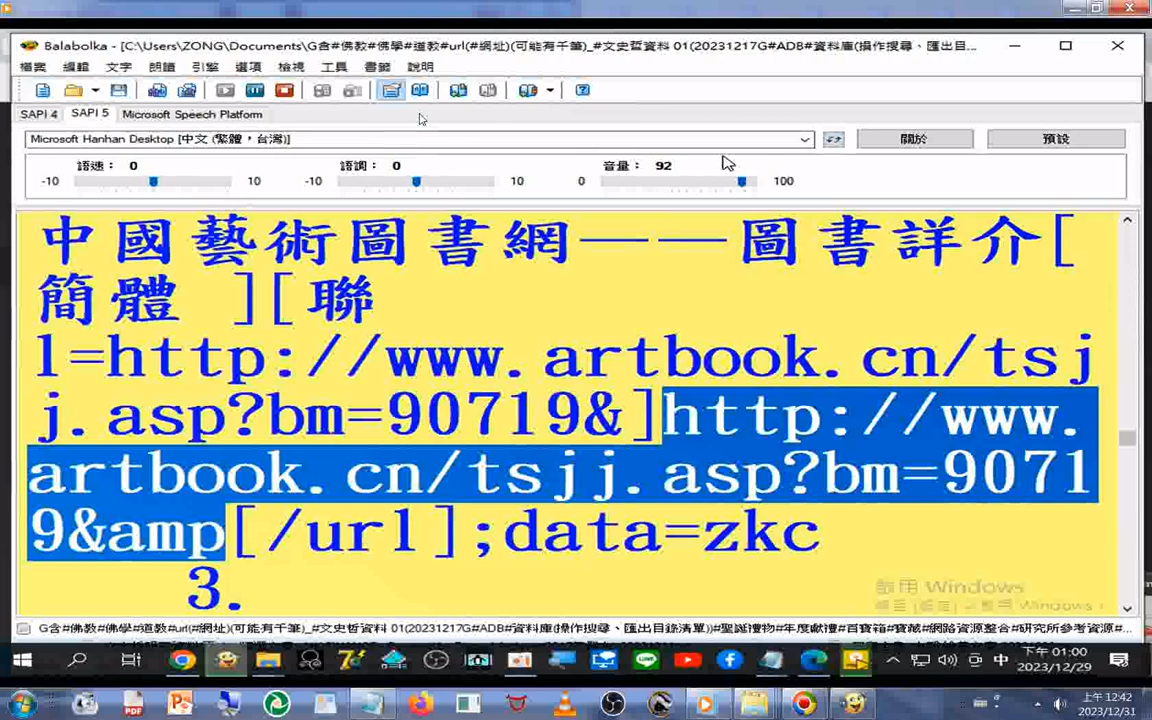 Balabolka - [C:\Users\ZONG\Documents\G含#佛教#佛學#道教#url(#網址)(可能有千筆)_#文史哲資料 01(20231217G#ADB#資料庫(操作搜尋、匯出目...
檔案 編輯 文字 朗讀 引擎 選項 檢視 工具 書籤 說明
SAPI 4 SAPI 5 Microsoft Speech Platform
Microsoft Hanhan Desktop [中文 (繁體，台灣)] 關於 預設
語速： 0 語調： 0 音量： 92
-10 10 -10 10 0 100
中國藝術圖書網———圖書詳介[
簡體 ][聯
l=http://www.artbook.cn/tsj
j.asp?bm=90719&]http://www.
artbook.cn/tsjj.asp?bm=9071
9&amp[/url];data=zkc
3.
啟用 Windows
G含#佛教#佛學#道教#url(#網址)(可能有千筆)_#文史哲資料 01(20231217G#ADB#資料庫(操作搜尋、匯出目錄清單))#聖誕禮物#年度獻禮#百寶箱#寶藏#網路資源整合#研究所參考資源#...
中 下午 01:00
2023/12/29
上午 12:42
2023/12/31